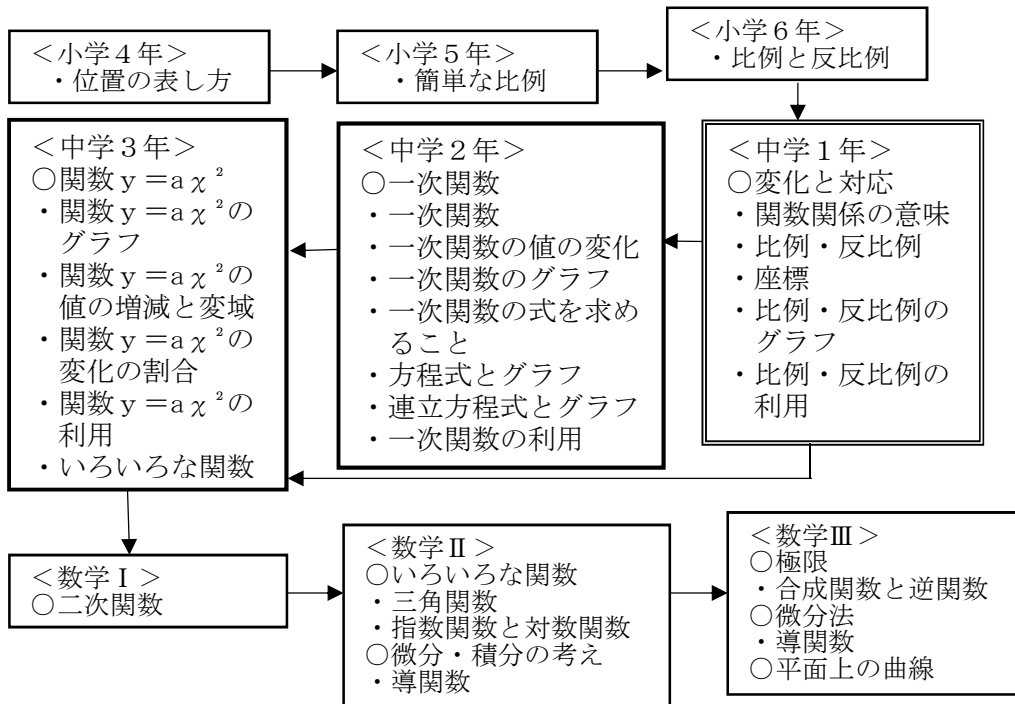 ＜小学４年＞
・位置の表し方
＜小学５年＞
・簡単な比例
＜小学６年＞
・比例と反比例
＜中学１年＞
○変化と対応
・関数関係の意味
・比例・反比例
・座標
・比例・反比例の
グラフ
・比例・反比例の
利用
＜中学２年＞
○一次関数
・一次関数
・一次関数の値の変化
・一次関数のグラフ
・一次関数の式を求め
ること
・方程式とグラフ
・連立方程式とグラフ
・一次関数の利用
＜中学３年＞
○関数ｙ＝ａχ²
・関数ｙ＝ａχ²の
グラフ
・関数ｙ＝ａχ²の
値の増減と変域
・関数ｙ＝ａχ²の
変化の割合
・関数ｙ＝ａχ²の
利用
・いろいろな関数
＜数学Ⅰ＞
○二次関数
＜数学Ⅱ＞
○いろいろな関数
・三角関数
・指数関数と対数関数
○微分・積分の考え
・導関数
＜数学Ⅲ＞
○極限
・合成関数と逆関数
○微分法
・導関数
○平面上の曲線